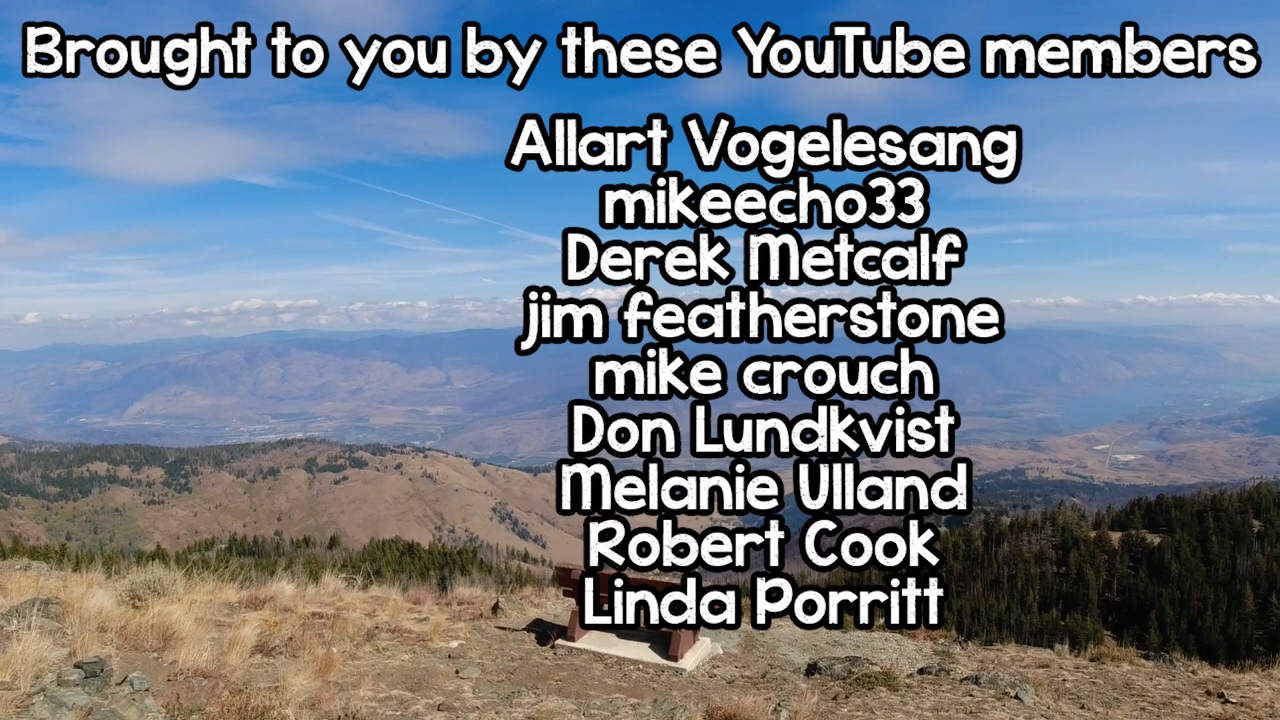 Brought to you by these YouTube members
Allart Vogelesang
mikeecho33
Derek Metcalf
jim featherstone
mike crouch
Don Lundkvist
Melanie Ulland
Robert Cook
Linda Porritt